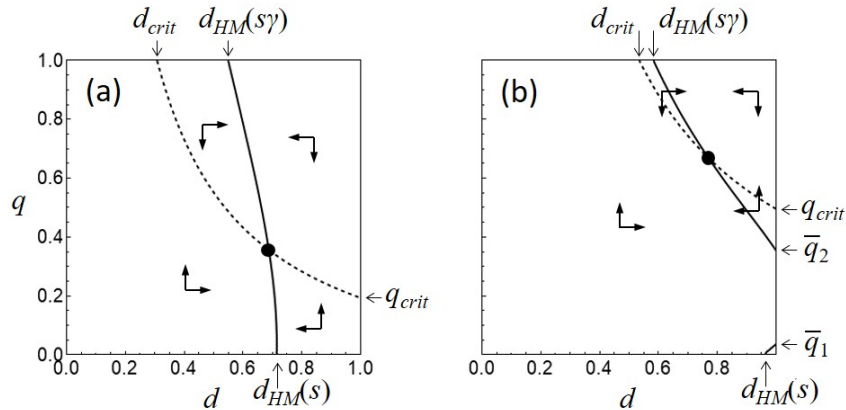 d_crit d_HM(sγ) d_crit d_HM(sγ)
1.0 (a) 1.0 (b)
0.8 0.8
0.6 0.6
q q_crit
0.4 0.4 q̅_2
0.2 q_crit 0.2
q̅_1
0.0 0.0
0.0 0.2 0.4 0.6 0.8 1.0 0.0 0.2 0.4 0.6 0.8 1.0
d d_HM(s) d d_HM(s)